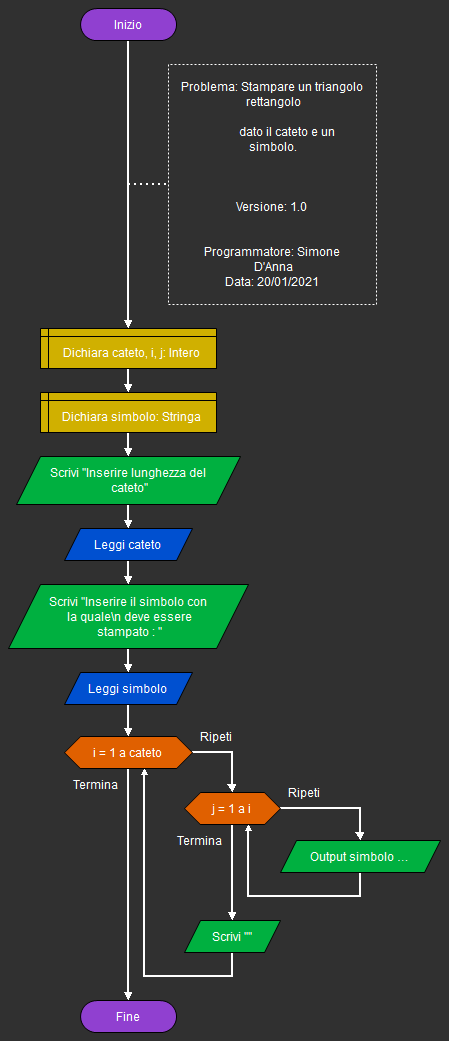 Inizio
Problema: Stampare un triangolo
rettangolo
dato il cateto e un
simbolo.
Versione: 1.0
Programmatore: Simone
D'Anna
Data: 20/01/2021
Dichiara cateto, i, j: Intero
Dichiara simbolo: Stringa
Scrivi "Inserire lunghezza del
cateto"
Leggi cateto
Scrivi "Inserire il simbolo con
la quale\n deve essere
stampato : "
Leggi simbolo
i = 1 a cateto
Ripeti
Termina
j = 1 a i
Ripeti
Termina
Output simbolo ...
Scrivi ""
Fine